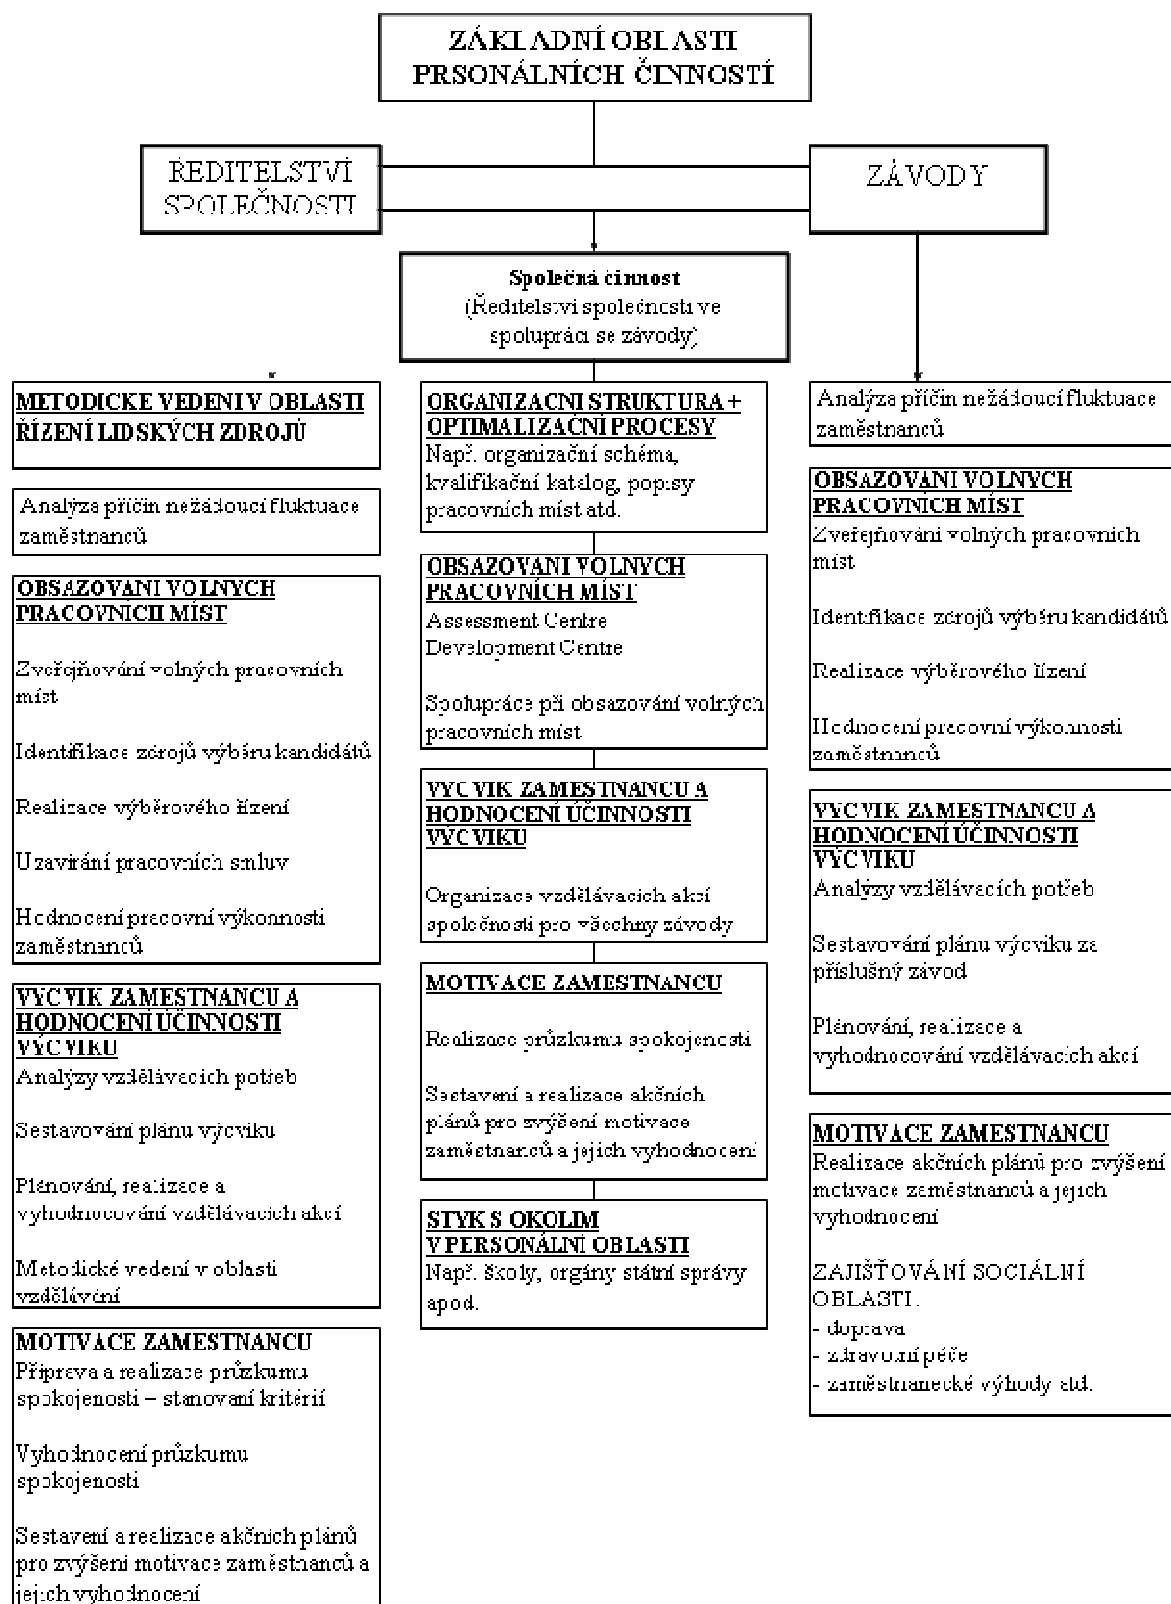 ZÁKLADNÍ OBLASTI
PRSONÁLNÍCH ČINNOSTÍ
ŘEDITELSTVÍ
SPOLEČNOSTI
ZÁVODY
Společná činnost
(Ředitelství společnosti ve
spolupráci se závody)
METODICKÉ VEDENÍ V OBLASTI
ŘÍZENÍ LIDSKÝCH ZDROJŮ
Analýza příčin nežádoucí fluktuace
zaměstnanců
OBSAZOVÁNÍ VOLNÝCH
PRACOVNÍCH MÍST
Zveřejňování volných pracovních
míst
Identifikace zdrojů výběru kandidátů
Realizace výběrového řízení
Uzavírání pracovních smluv
Hodnocení pracovní výkonnosti
zaměstnanců
VÝCVIK ZAMĚSTNANCŮ A
HODNOCENÍ ÚČINNOSTI
VÝCVIKU
Analýzy vzdělávacích potřeb
Sestavování plánu výcviku
Plánování, realizace a
vyhodnocování vzdělávacích akcí
Metodické vedení v oblasti
vzdělávání
MOTIVACE ZAMĚSTNANCŮ
Příprava a realizace průzkumu
spokojenosti – stanovaní kritérií
Vyhodnocení průzkumu
spokojenosti
Sestavení a realizace akčních plánů
pro zvýšení motivace zaměstnanců a
jejich vyhodnocení
ORGANIZAČNÍ STRUKTURA +
OPTIMALIZAČNÍ PROCESY
Např. organizační schéma,
kvalifikační katalog, popisy
pracovních míst atd.
OBSAZOVÁNÍ VOLNÝCH
PRACOVNÍCH MÍST
Assessment Centre
Development Centre
Spolupráce při obsazování volných
pracovních míst
VÝCVIK ZAMĚSTNANCŮ A
HODNOCENÍ ÚČINNOSTI
VÝCVIKU
Organizace vzdělávacích akcí
společnosti pro všechny závody
MOTIVACE ZAMĚSTNANCŮ
Realizace průzkumu spokojenosti
Sestavení a realizace akčních
plánů pro zvýšení motivace
zaměstnanců a jejich vyhodnocení
STYK S OKOLÍM
V PERSONÁLNÍ OBLASTI
Např. školy, orgány státní správy
apod.
Analýza příčin nežádoucí fluktuace
zaměstnanců
OBSAZOVÁNÍ VOLNÝCH
PRACOVNÍCH MÍST
Zveřejňování volných pracovních
míst
Identifikace zdrojů výběru kandidátů
Realizace výběrového řízení
Hodnocení pracovní výkonnosti
zaměstnanců
VÝCVIK ZAMĚSTNANCŮ A
HODNOCENÍ ÚČINNOSTI
VÝCVIKU
Analýzy vzdělávacích potřeb
Sestavování plánu výcviku za
příslušný závod
Plánování, realizace a
vyhodnocování vzdělávacích akcí
MOTIVACE ZAMĚSTNANCŮ
Realizace akčních plánů pro zvýšení
motivace zaměstnanců a jejich
vyhodnocení
ZAJIŠŤOVÁNÍ SOCIÁLNÍ
OBLASTI:
- doprava
- zdravotní péče
- zaměstnanecké výhody atd.